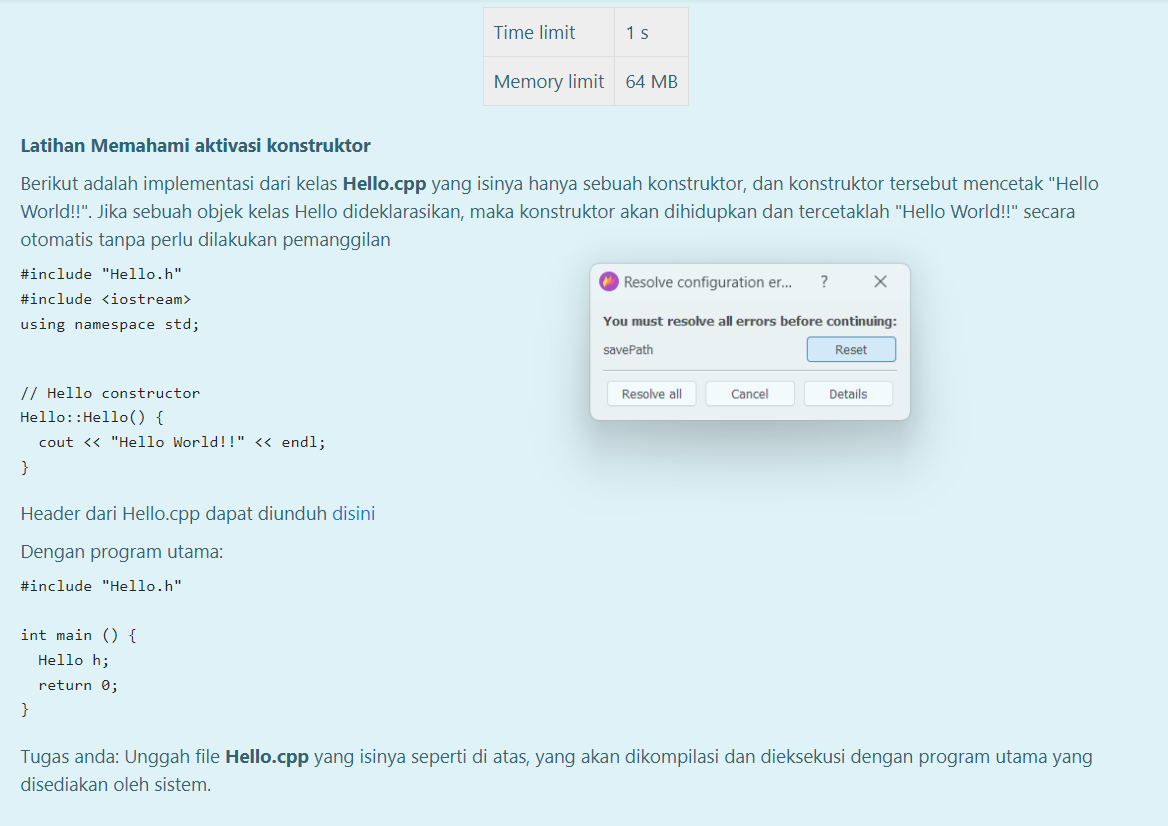 Time limit 1 s
Memory limit 64 MB
Latihan Memahami aktivasi konstruktor
Berikut adalah implementasi dari kelas Hello.cpp yang isinya hanya sebuah konstruktor, dan konstruktor tersebut mencetak "Hello
World!!". Jika sebuah objek kelas Hello dideklarasikan, maka konstruktor akan dihidupkan dan tercetaklah "Hello World!!" secara
otomatis tanpa perlu dilakukan pemanggilan
#include "Hello.h"
#include <iostream>
using namespace std;
// Hello constructor
Hello::Hello() {
  cout << "Hello World!!" << endl;
}
Resolve configuration er... ?
You must resolve all errors before continuing:
savePath Reset
Resolve all Cancel Details
Header dari Hello.cpp dapat diunduh disini
Dengan program utama:
#include "Hello.h"
int main () {
  Hello h;
  return 0;
}
Tugas anda: Unggah file Hello.cpp yang isinya seperti di atas, yang akan dikompilasi dan dieksekusi dengan program utama yang
disediakan oleh sistem.